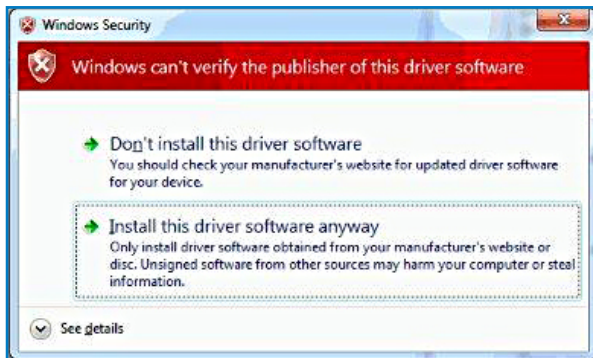 Windows Security
Windows can't verify the publisher of this driver software
Don't install this driver software
You should check your manufacturer's website for updated driver software
for your device.
Install this driver software anyway
Only install driver software obtained from your manufacturer's website or
disc. Unsigned software from other sources may harm your computer or steal
information.
See details